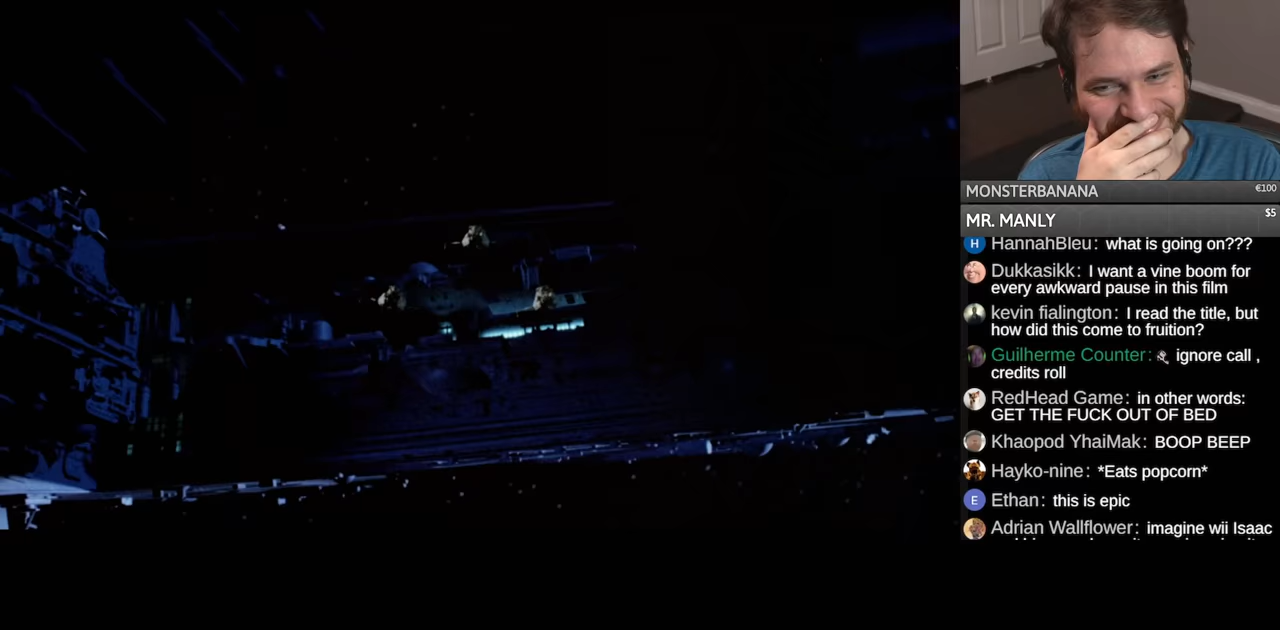 MONSTERBANANA €100
MR. MANLY $5
H HannahBleu: what is going on???
Dukkasikk: I want a vine boom for
every awkward pause in this film
kevin fialington: I read the title, but
how did this come to fruition?
Guilherme Counter: ignore call ,
credits roll
RedHead Game: in other words:
GET THE FUCK OUT OF BED
Khaopod YhaiMak: BOOP BEEP
Hayko-nine: *Eats popcorn*
E Ethan: this is epic
Adrian Wallflower: imagine wii Isaac